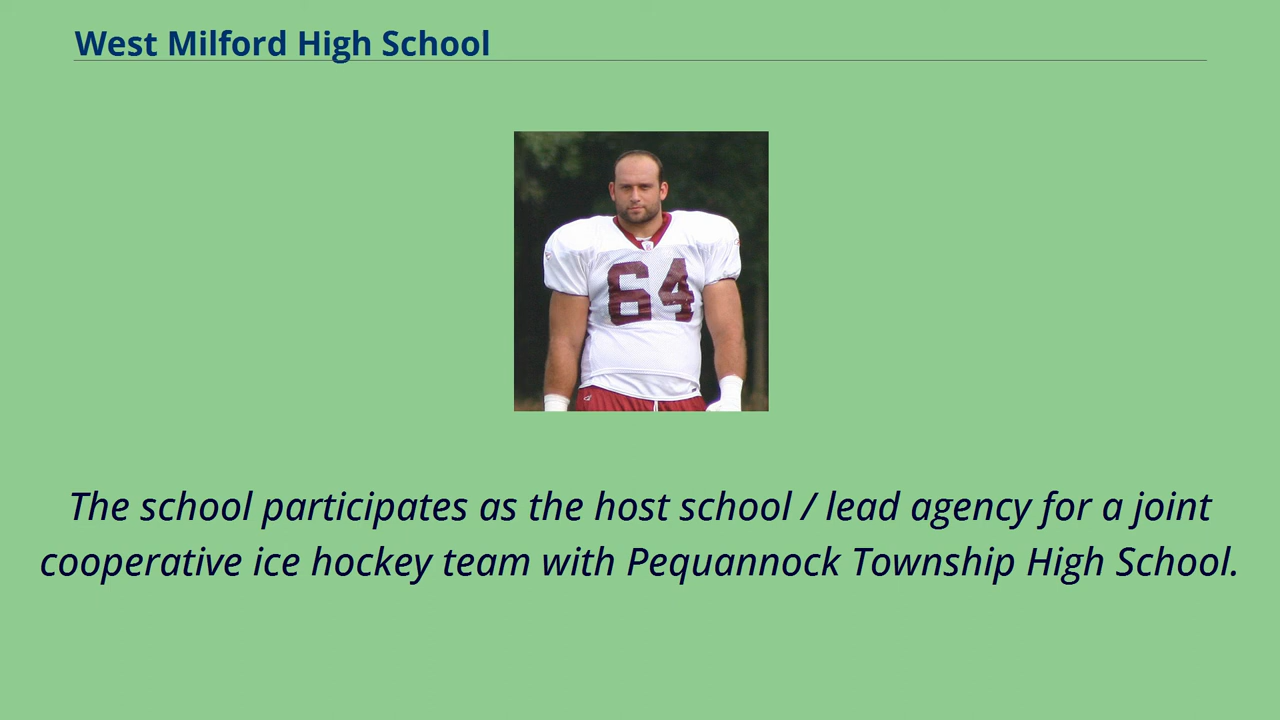 West Milford High School
64
The school participates as the host school / lead agency for a joint
cooperative ice hockey team with Pequannock Township High School.